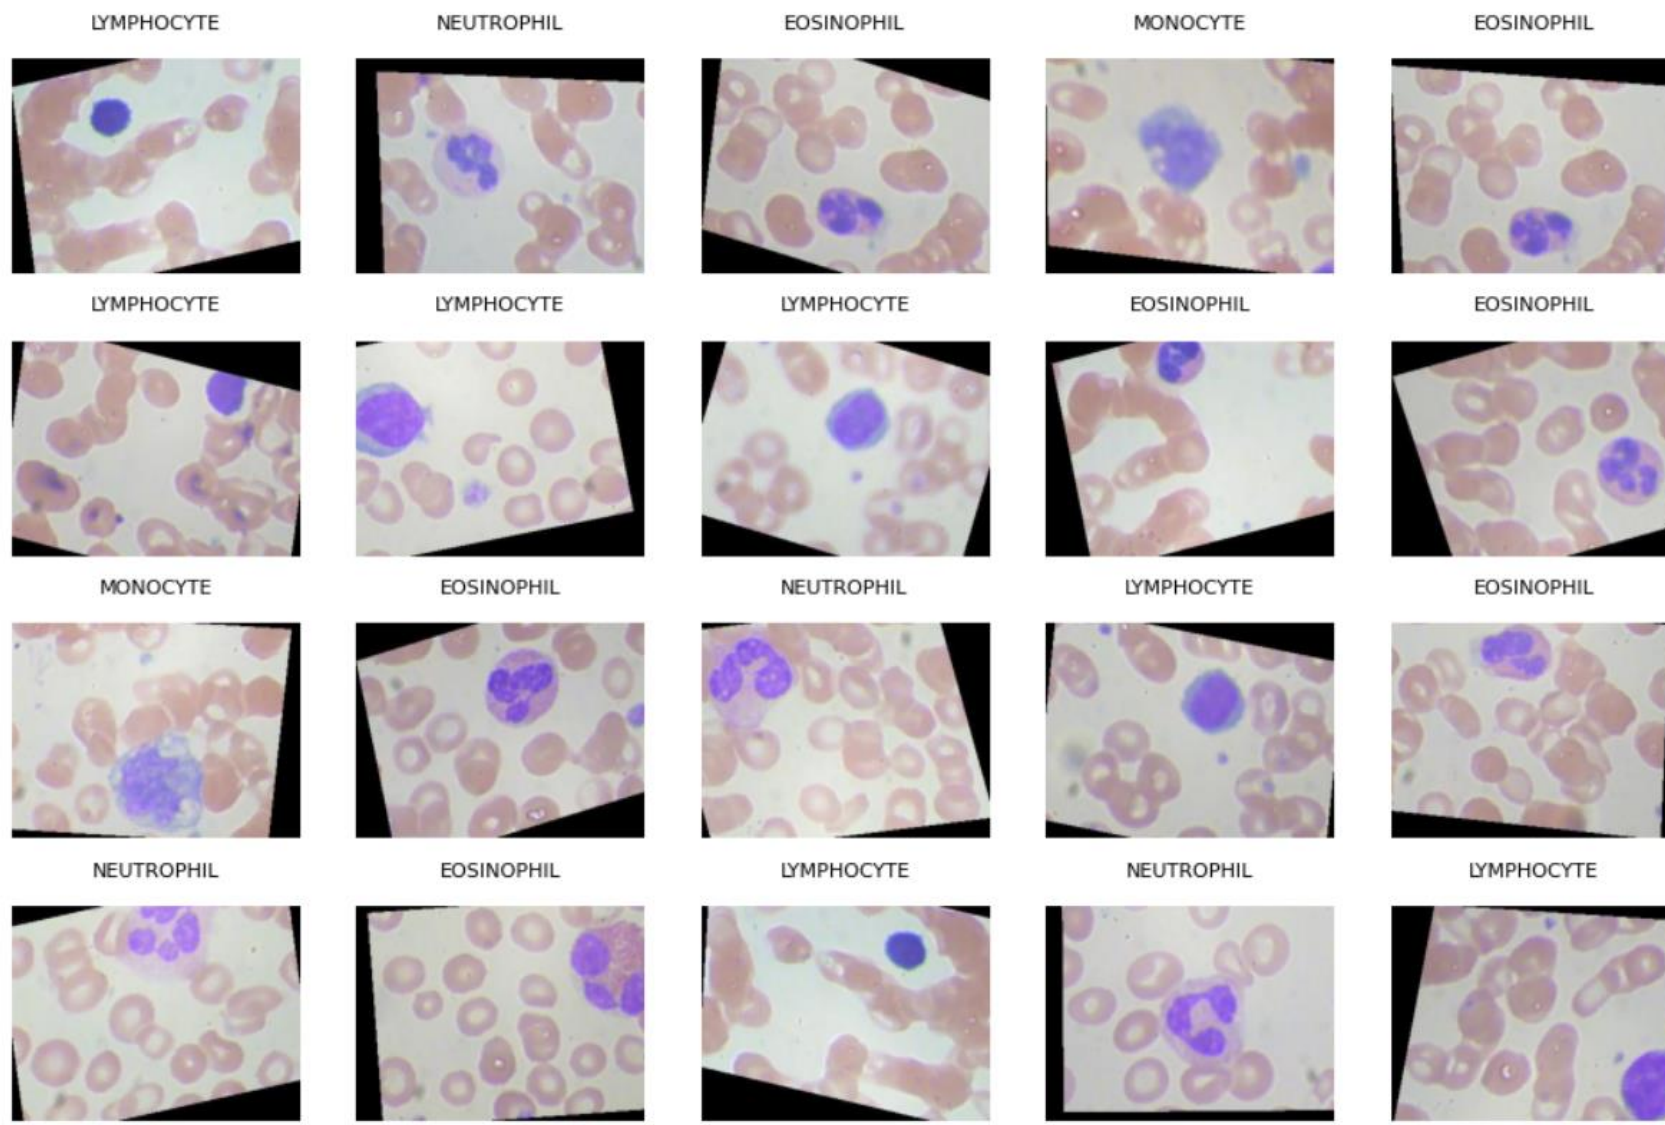 LYMPHOCYTE NEUTROPHIL EOSINOPHIL MONOCYTE EOSINOPHIL
LYMPHOCYTE LYMPHOCYTE LYMPHOCYTE EOSINOPHIL EOSINOPHIL
MONOCYTE EOSINOPHIL NEUTROPHIL LYMPHOCYTE EOSINOPHIL
NEUTROPHIL EOSINOPHIL LYMPHOCYTE NEUTROPHIL LYMPHOCYTE